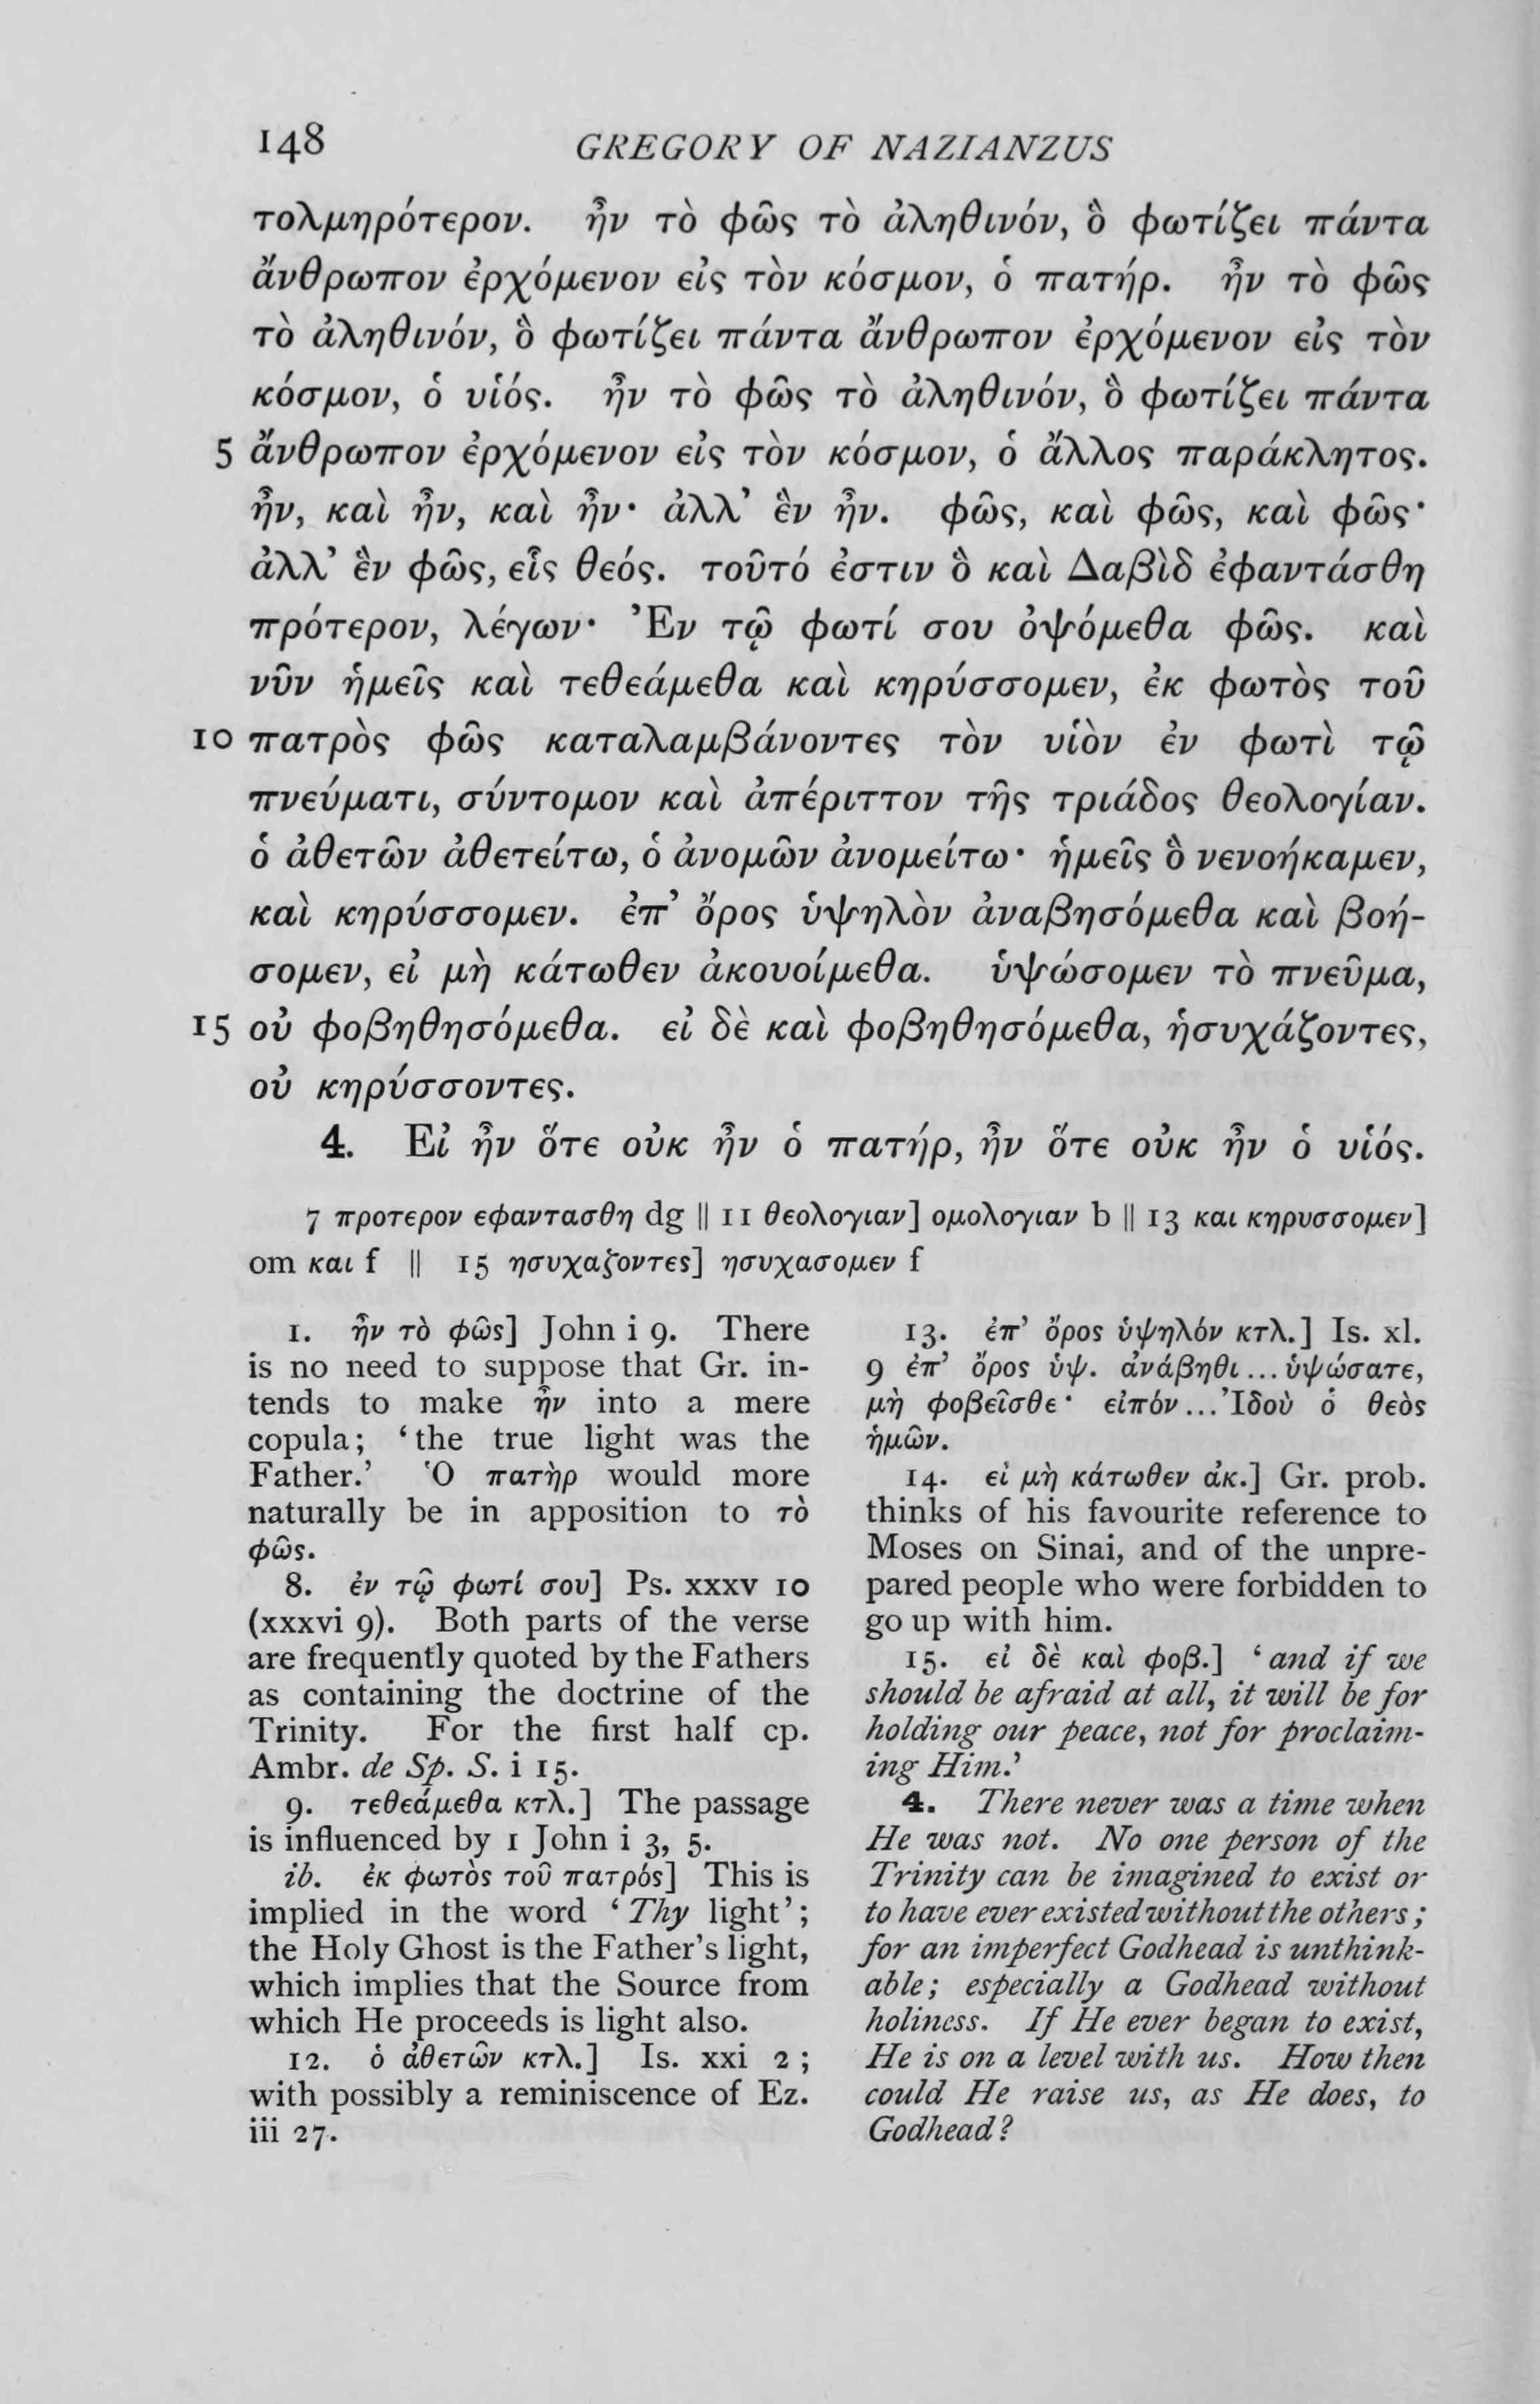 148 GREGORY OF NAZIANZUS
τολμηρότερον. ἦν τὸ φῶς τὸ ἀληθινόν, ὃ φωτίζει πάντα
ἄνθρωπον ἐρχόμενον εἰς τὸν κόσμον, ὁ πατήρ. ἦν τὸ φῶς
τὸ ἀληθινόν, ὃ φωτίζει πάντα ἄνθρωπον ἐρχόμενον εἰς τὸν
κόσμον, ὁ υἱός. ἦν τὸ φῶς τὸ ἀληθινόν, ὃ φωτίζει πάντα
5 ἄνθρωπον ἐρχόμενον εἰς τὸν κόσμον, ὁ ἄλλος παράκλητος.
ἦν, καὶ ἦν, καὶ ἦν· ἀλλ’ ἓν ἦν. φῶς, καὶ φῶς, καὶ φῶς·
ἀλλ’ ἓν φῶς, εἷς θεός. τοῦτό ἐστιν ὃ καὶ Δαβὶδ ἐφαντάσθη
πρότερον, λέγων· Ἐν τῷ φωτί σου ὀψόμεθα φῶς. καὶ
νῦν ἡμεῖς καὶ τεθεάμεθα καὶ κηρύσσομεν, ἐκ φωτὸς τοῦ
10 πατρὸς φῶς καταλαμβάνοντες τὸν υἱὸν ἐν φωτὶ τῷ
πνεύματι, σύντομον καὶ ἀπέριττον τῆς τριάδος θεολογίαν.
ὁ ἀθετῶν ἀθετείτω, ὁ ἀνομῶν ἀνομείτω· ἡμεῖς ὃ νενοήκαμεν,
καὶ κηρύσσομεν. ἐπ’ ὄρος ὑψηλὸν ἀναβησόμεθα καὶ βοή-
σομεν, εἰ μὴ κάτωθεν ἀκουοίμεθα. ὑψώσομεν τὸ πνεῦμα,
15 οὐ φοβηθησόμεθα. εἰ δὲ καὶ φοβηθησόμεθα, ἡσυχάζοντες,
οὐ κηρύσσοντες.
4. Εἰ ἦν ὅτε οὐκ ἦν ὁ πατήρ, ἦν ὅτε οὐκ ἦν ὁ υἱός.
7 προτερον εφαντασθη dg || 11 θεολογιαν] ομολογιαν b || 13 και κηρυσσομεν]
om και f || 15 ησυχαζοντες] ησυχασομεν f
1. ἦν τὸ φῶς] John i 9. There
is no need to suppose that Gr. in-
tends to make ἦν into a mere
copula; ‘the true light was the
Father.’ Ὁ πατὴρ would more
naturally be in apposition to τὸ
φῶς.
8. ἐν τῷ φωτί σου] Ps. xxxv 10
(xxxvi 9). Both parts of the verse
are frequently quoted by the Fathers
as containing the doctrine of the
Trinity. For the first half cp.
Ambr. de Sp. S. i 15.
9. τεθεάμεθα κτλ.] The passage
is influenced by 1 John i 3, 5.
ib. ἐκ φωτὸς τοῦ πατρός] This is
implied in the word ‘Thy light’;
the Holy Ghost is the Father’s light,
which implies that the Source from
which He proceeds is light also.
12. ὁ ἀθετῶν κτλ.] Is. xxi 2;
with possibly a reminiscence of Ez.
iii 27.
13. ἐπ’ ὄρος ὑψηλόν κτλ.] Is. xl.
9 ἐπ’ ὄρος ὑψ. ἀνάβηθι...ὑψώσατε,
μὴ φοβεῖσθε· εἰπόν...Ἰδοὺ ὁ θεὸς
ἡμῶν.
14. εἰ μὴ κάτωθεν ἀκ.] Gr. prob.
thinks of his favourite reference to
Moses on Sinai, and of the unpre-
pared people who were forbidden to
go up with him.
15. εἰ δὲ καὶ φοβ.] ‘and if we
should be afraid at all, it will be for
holding our peace, not for proclaim-
ing Him.’
4. There never was a time when
He was not. No one person of the
Trinity can be imagined to exist or
to have ever existed without the others;
for an imperfect Godhead is unthink-
able; especially a Godhead without
holiness. If He ever began to exist,
He is on a level with us. How then
could He raise us, as He does, to
Godhead?